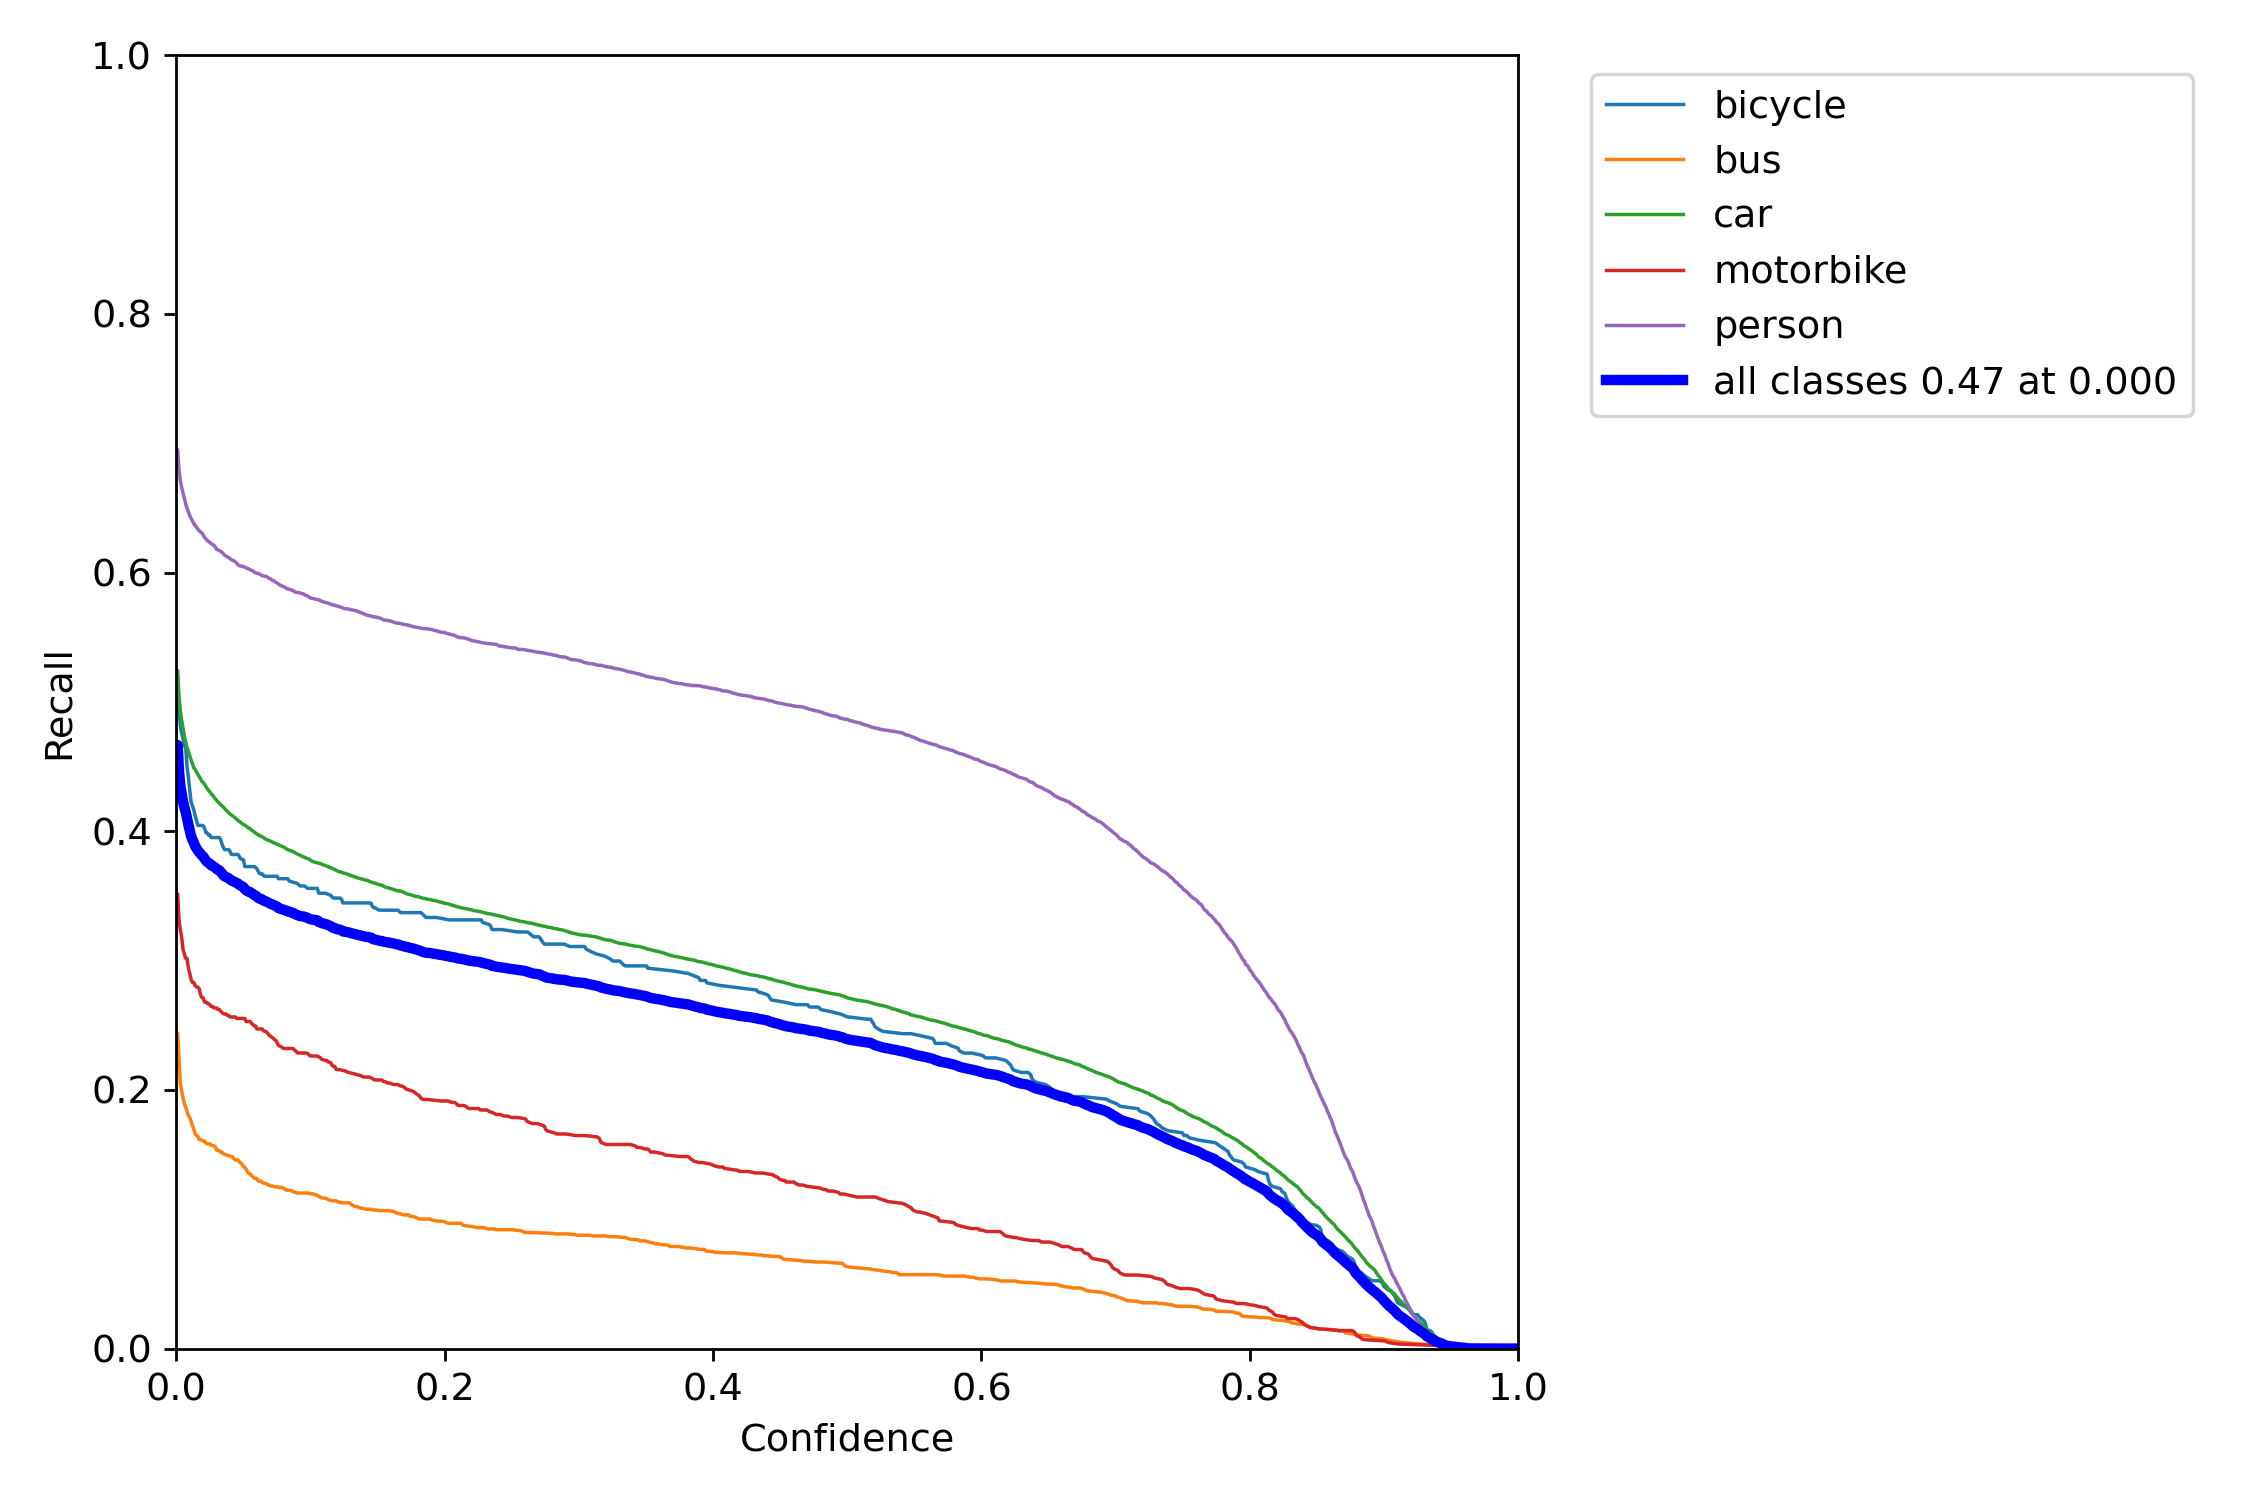 1.0
0.8
0.6
0.4
0.2
0.0
Recall
0.0 0.2 0.4 0.6 0.8 1.0
Confidence
bicycle
bus
car
motorbike
person
all classes 0.47 at 0.000